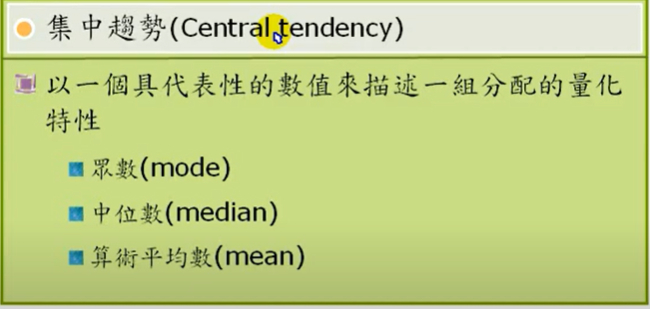 集中趨勢(Central tendency)
以一個具代表性的數值來描述一組分配的量化
特性
眾數(mode)
中位數(median)
算術平均數(mean)